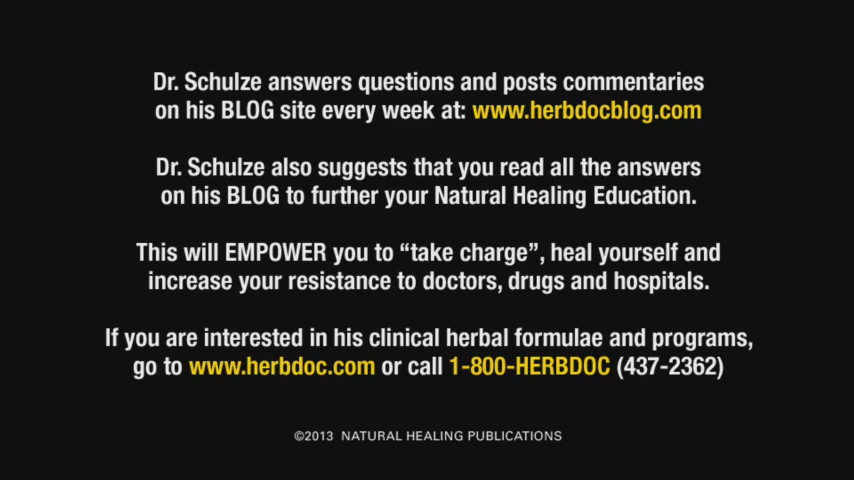 Dr. Schulze answers questions and posts commentaries
on his BLOG site every week at: www.herbdocblog.com
Dr. Schulze also suggests that you read all the answers
on his BLOG to further your Natural Healing Education.
This will EMPOWER you to “take charge”, heal yourself and
increase your resistance to doctors, drugs and hospitals.
If you are interested in his clinical herbal formulae and programs,
go to www.herbdoc.com or call 1-800-HERBDOC (437-2362)
©2013 NATURAL HEALING PUBLICATIONS